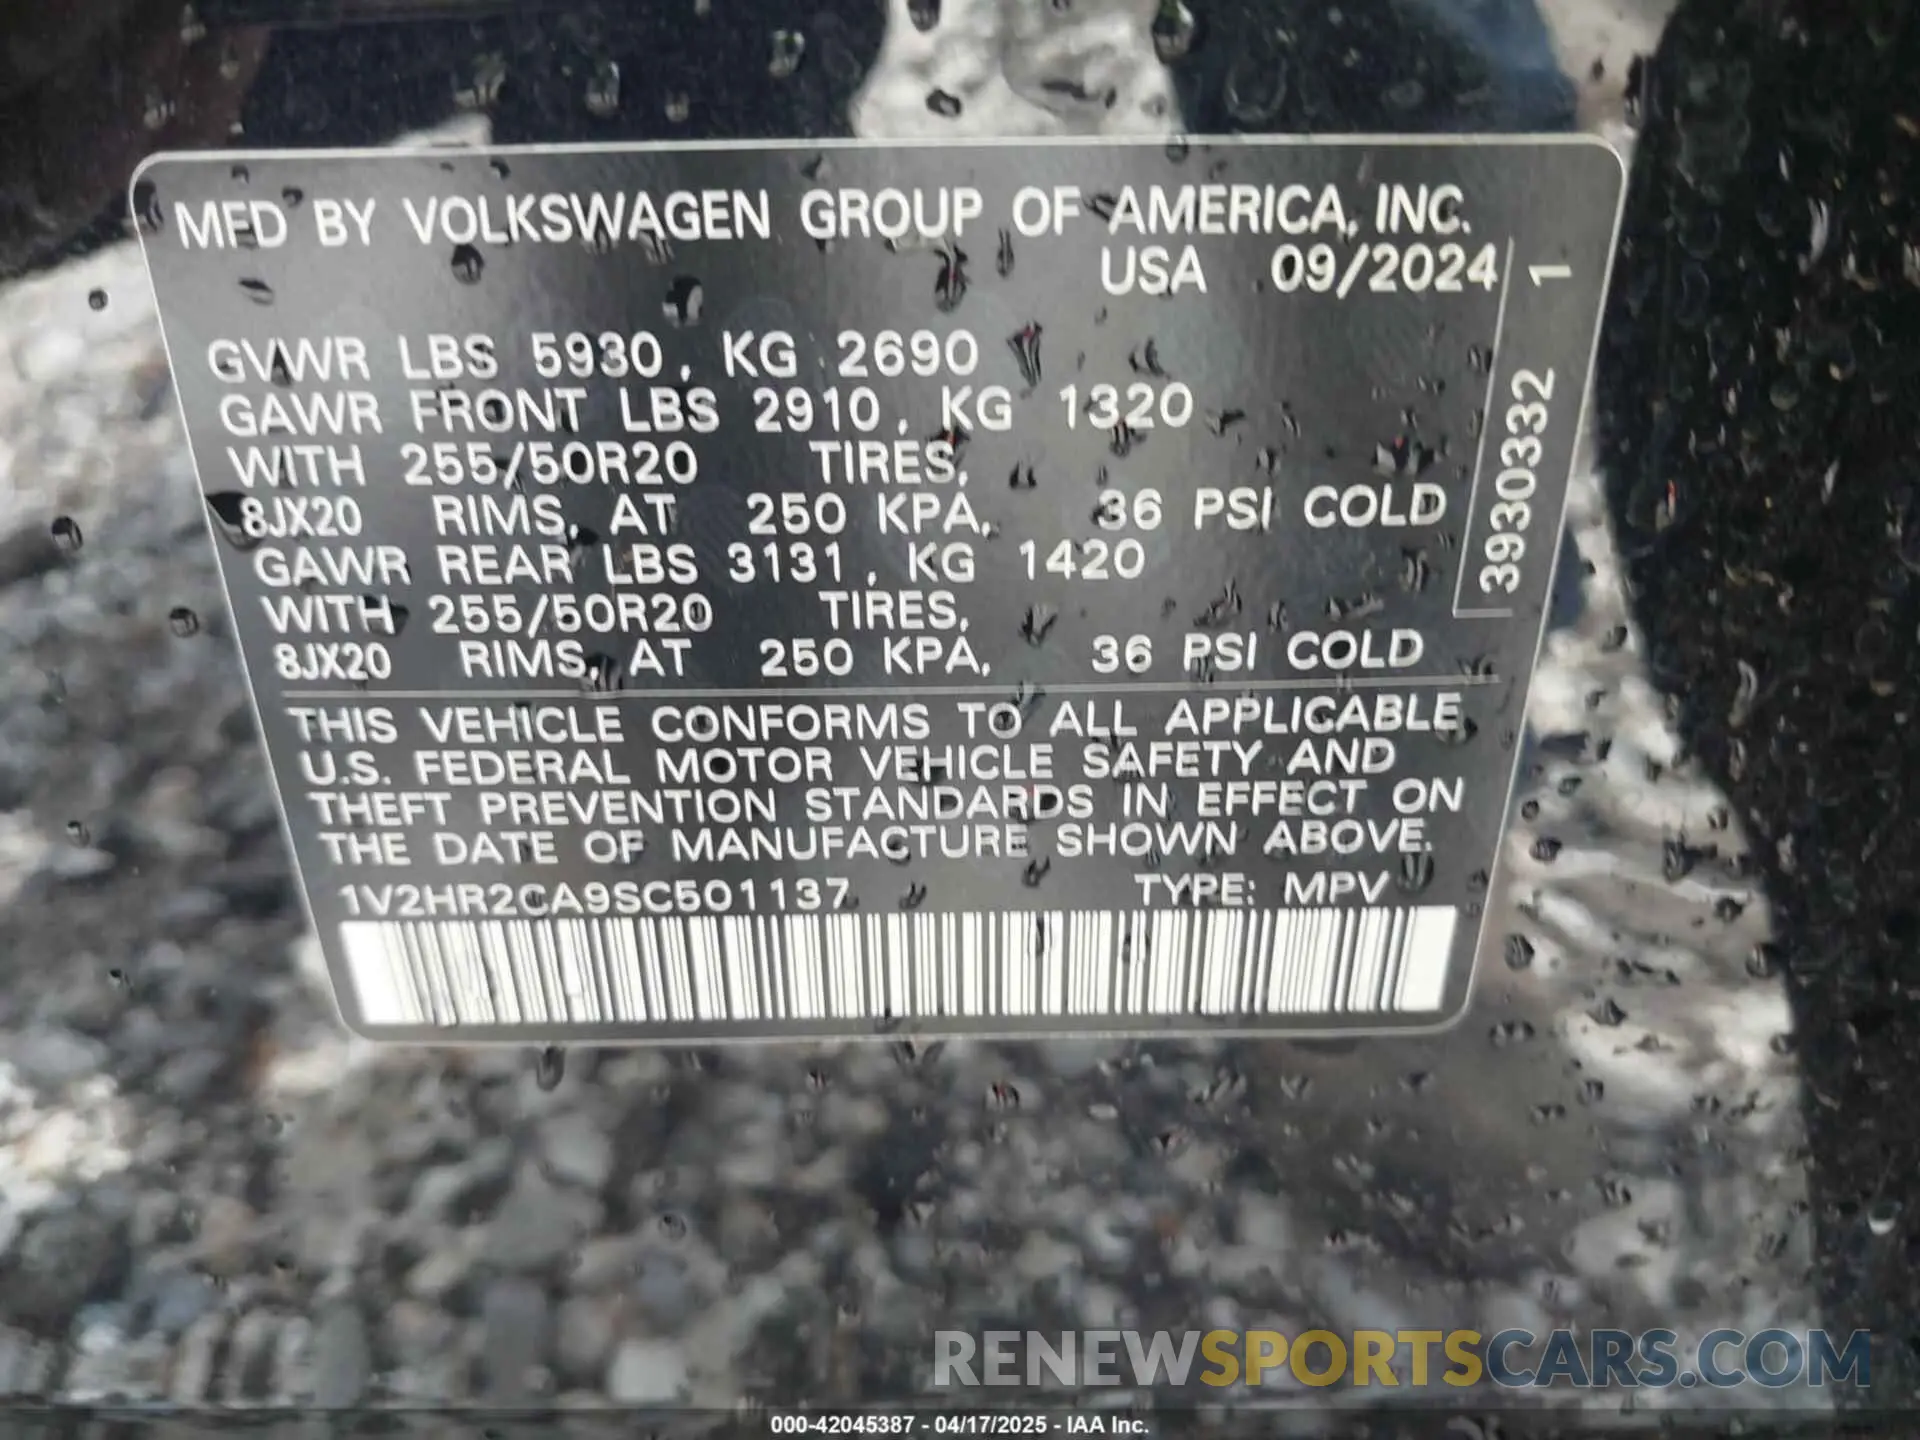 MFD BY VOLKSWAGEN GROUP OF AMERICA, INC.
USA 09/2024
GVWR LBS 5930, KG 2690
GAWR FRONT LBS 2910, KG 1320
WITH 255/50R20 TIRES,
8JX20 RIMS, AT 250 KPA, 36 PSI COLD
GAWR REAR LBS 3131, KG 1420
WITH 255/50R20 TIRES,
8JX20 RIMS, AT 250 KPA, 36 PSI COLD
3930332 1
THIS VEHICLE CONFORMS TO ALL APPLICABLE
U.S. FEDERAL MOTOR VEHICLE SAFETY AND
THEFT PREVENTION STANDARDS IN EFFECT ON
THE DATE OF MANUFACTURE SHOWN ABOVE.
1V2HR2CA9SC501137 TYPE: MPV
RENEWSPORTSCARS.COM
000-42045387 - 04/17/2025 - IAA Inc.